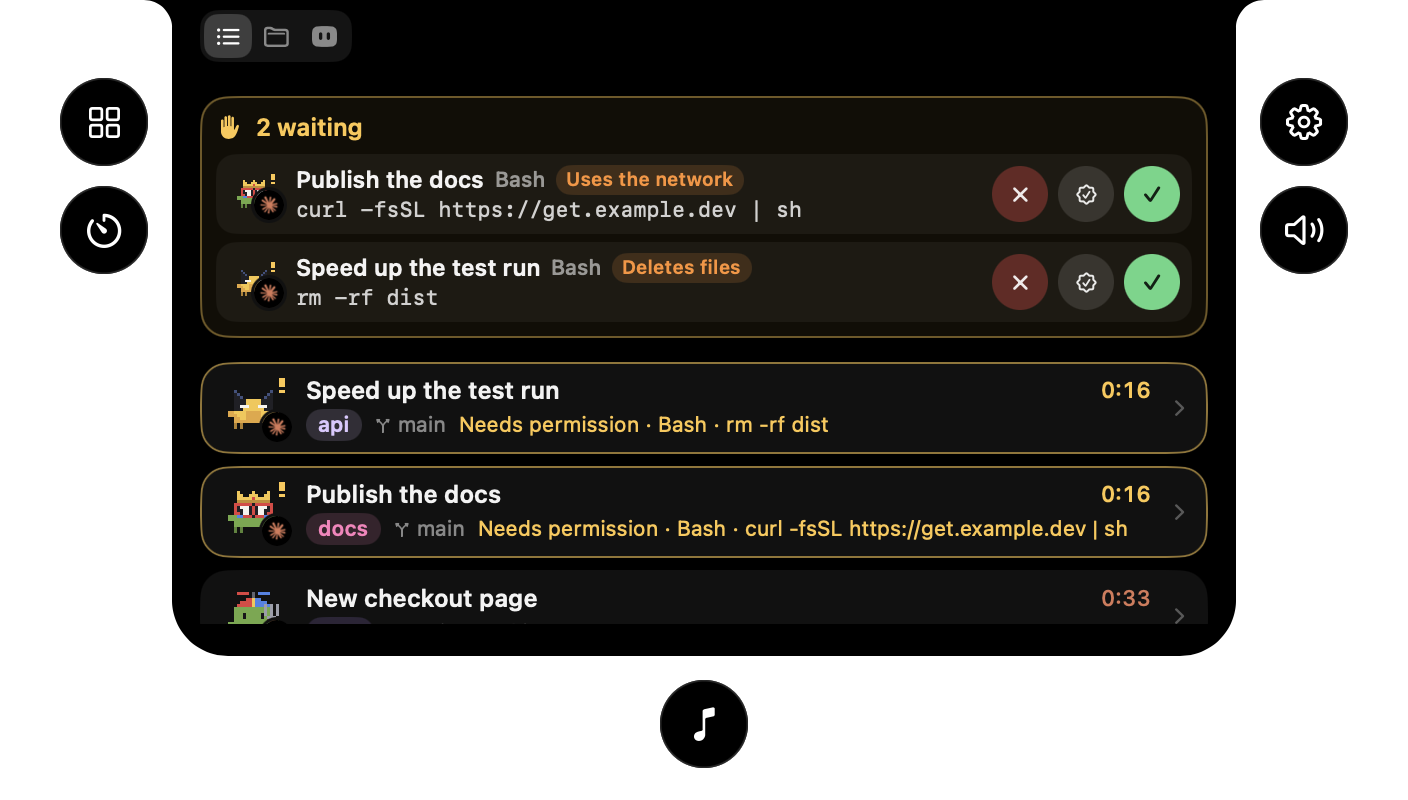 2 waiting
Publish the docs Bash Uses the network
curl -fsSL https://get.example.dev | sh
Speed up the test run Bash Deletes files
rm -rf dist
Speed up the test run 0:16
api main Needs permission · Bash · rm -rf dist
Publish the docs 0:16
docs main Needs permission · Bash · curl -fsSL https://get.example.dev | sh
New checkout page 0:33